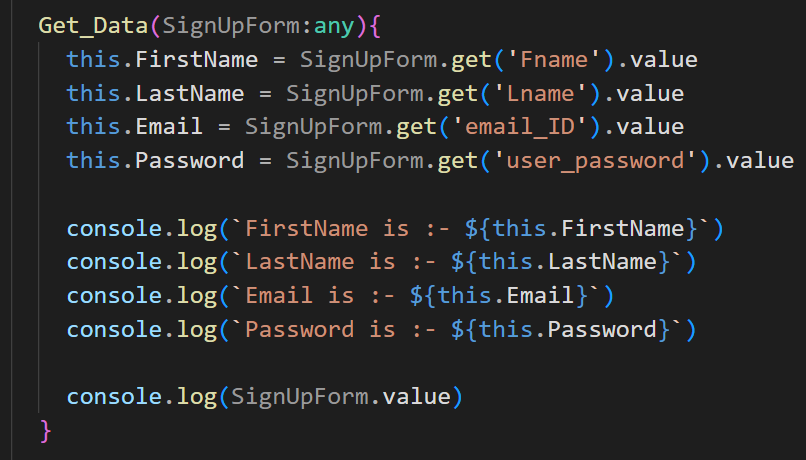 Get_Data(SignUpForm:any){
this.FirstName = SignUpForm.get('Fname').value
this.LastName = SignUpForm.get('Lname').value
this.Email = SignUpForm.get('email_ID').value
this.Password = SignUpForm.get('user_password').value
console.log(`FirstName is :- ${this.FirstName}`)
console.log(`LastName is :- ${this.LastName}`)
console.log(`Email is :- ${this.Email}`)
console.log(`Password is :- ${this.Password}`)
console.log(SignUpForm.value)
}